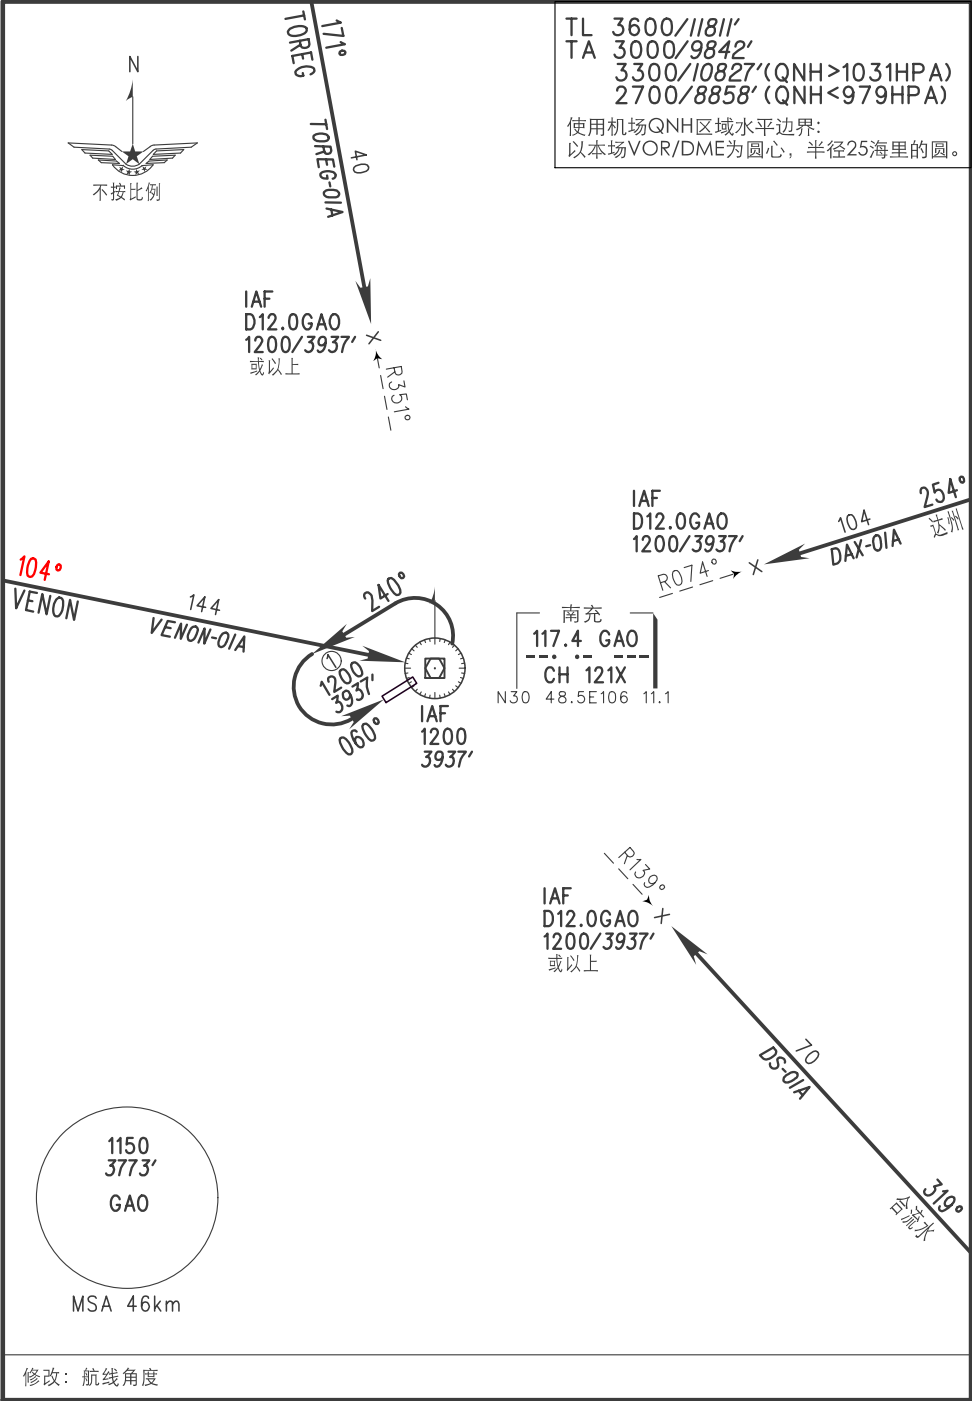 TL 3600/11811′
TA 3000/9842′
3300/10827′(QNH>1031HPA)
2700/8858′(QNH<979HPA)
使用机场QNH区域水平边界:
以本场VOR/DME为圆心，半径25海里的圆。
N
不按比例
171°
TOREG
40
TOREG-01A
IAF
D12.0GAO
1200/3937′
或以上
R351°
254°
达州
104
DAX-01A
IAF
D12.0GAO
1200/3937′
R074°
104°
VENON
144
VENON-01A
240°
①
1200
3937′
060°
IAF
1200
3937′
南充
117.4 GAO
CH 121X
N30 48.5E106 11.1
R139°
IAF
D12.0GAO
1200/3937′
或以上
70
DS-01A
319°
合流水
1150
3773′
GAO
MSA 46km
修改：航线角度